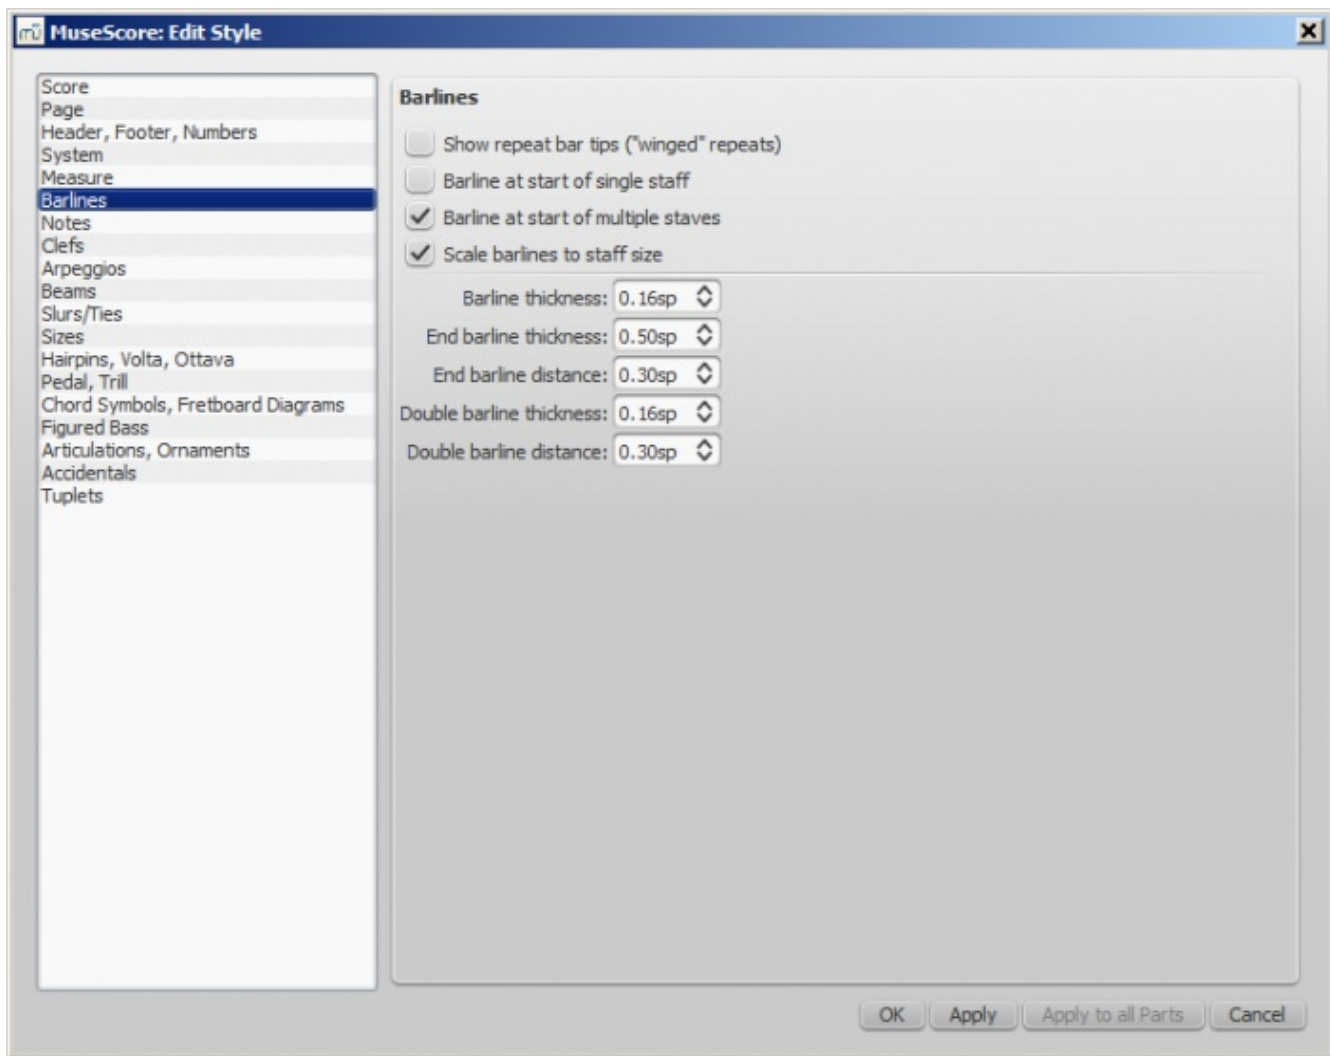 mü MuseScore: Edit Style
Score
Page
Header, Footer, Numbers
System
Measure
Barlines
Notes
Clefs
Arpeggios
Beams
Slurs/Ties
Sizes
Hairpins, Volta, Ottava
Pedal, Trill
Chord Symbols, Fretboard Diagrams
Figured Bass
Articulations, Ornaments
Accidentals
Tuplets
Barlines
Show repeat bar tips ("winged" repeats)
Barline at start of single staff
Barline at start of multiple staves
Scale barlines to staff size
Barline thickness: 0.16sp
End barline thickness: 0.50sp
End barline distance: 0.30sp
Double barline thickness: 0.16sp
Double barline distance: 0.30sp
OK Apply Apply to all Parts Cancel